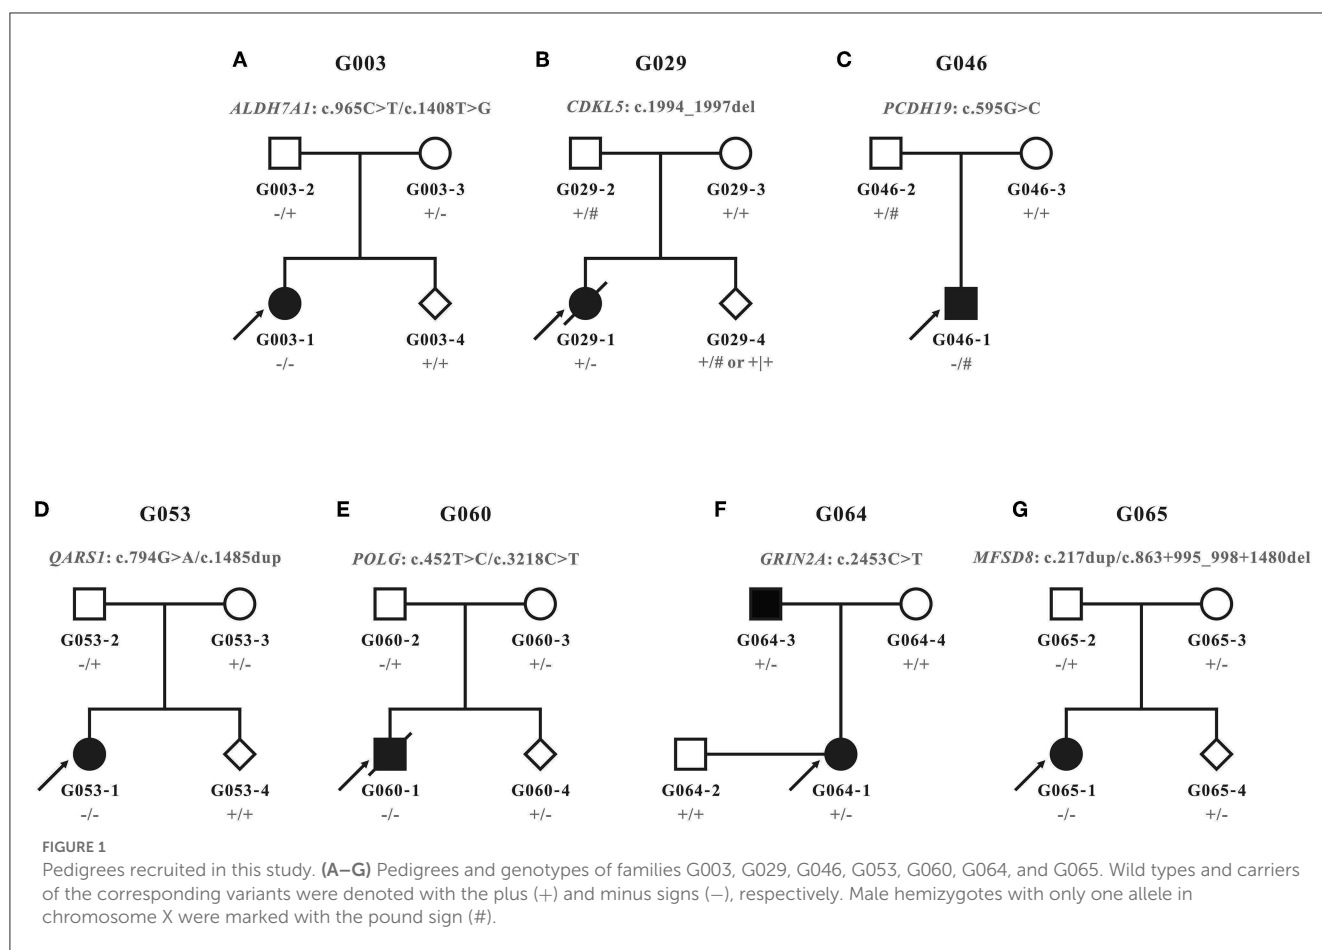 A G003
ALDH7A1: c.965C>T/c.1408T>G
G003-2 G003-3
-/+ +/-
G003-1 G003-4
-/- +/+
B G029
CDKL5: c.1994_1997del
G029-2 G029-3
+/# +/+
G029-1 G029-4
+/- +/# or +|+
C G046
PCDH19: c.595G>C
G046-2 G046-3
+/# +/+
G046-1
-/#
D G053
QARS1: c.794G>A/c.1485dup
G053-2 G053-3
-/+ +/-
G053-1 G053-4
-/- +/+
E G060
POLG: c.452T>C/c.3218C>T
G060-2 G060-3
-/+ +/-
G060-1 G060-4
-/- +/-
F G064
GRIN2A: c.2453C>T
G064-3 G064-4
+/- +/+
G064-2 G064-1
+/+ +/-
G G065
MFSD8: c.217dup/c.863+995_998+1480del
G065-2 G065-3
-/+ +/-
G065-1 G065-4
-/- +/-
FIGURE 1
Pedigrees recruited in this study. (A–G) Pedigrees and genotypes of families G003, G029, G046, G053, G060, G064, and G065. Wild types and carriers
of the corresponding variants were denoted with the plus (+) and minus signs (−), respectively. Male hemizygotes with only one allele in
chromosome X were marked with the pound sign (#).